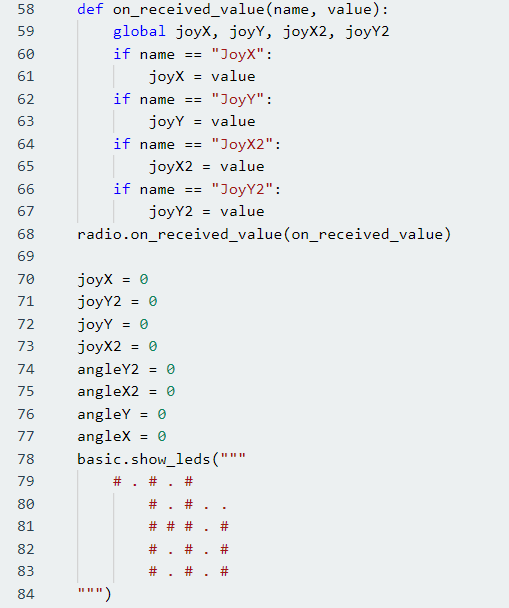 58 def on_received_value(name, value):
59     global joyX, joyY, joyX2, joyY2
60     if name == "JoyX":
61         joyX = value
62     if name == "JoyY":
63         joyY = value
64     if name == "JoyX2":
65         joyX2 = value
66     if name == "JoyY2":
67         joyY2 = value
68 radio.on_received_value(on_received_value)
69
70 joyX = 0
71 joyY2 = 0
72 joyY = 0
73 joyX2 = 0
74 angleY2 = 0
75 angleX2 = 0
76 angleY = 0
77 angleX = 0
78 basic.show_leds("""
79     # . # . #
80         # . # . .
81         # # # . #
82         # . # . #
83         # . # . #
84 """)